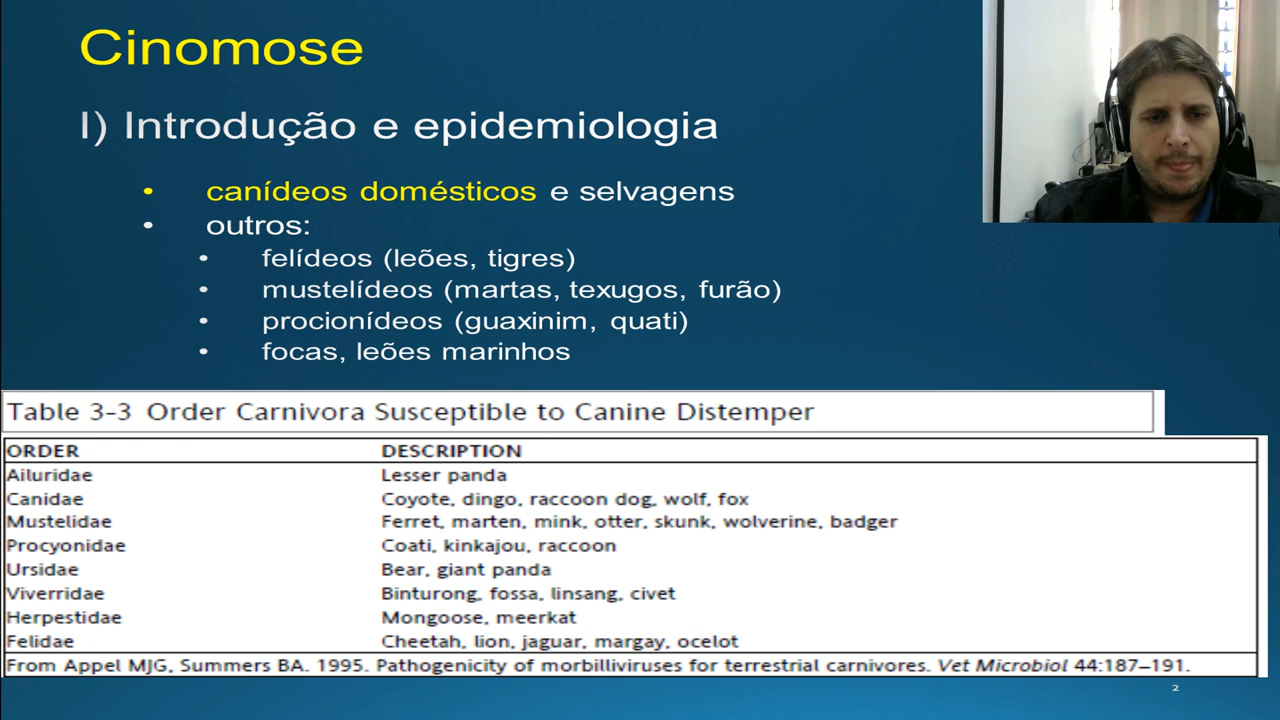 Cinomose
I) Introdução e epidemiologia
• canídeos domésticos e selvagens
• outros:
• felídeos (leões, tigres)
• mustelídeos (martas, texugos, furão)
• procionídeos (guaxinim, quati)
• focas, leões marinhos
Table 3-3 Order Carnivora Susceptible to Canine Distemper
ORDER DESCRIPTION
Ailuridae Lesser panda
Canidae Coyote, dingo, raccoon dog, wolf, fox
Mustelidae Ferret, marten, mink, otter, skunk, wolverine, badger
Procyonidae Coati, kinkajou, raccoon
Ursidae Bear, giant panda
Viverridae Binturong, fossa, linsang, civet
Herpestidae Mongoose, meerkat
Felidae Cheetah, lion, jaguar, margay, ocelot
From Appel MJG, Summers BA. 1995. Pathogenicity of morbilliviruses for terrestrial carnivores. Vet Microbiol 44:187–191.
2